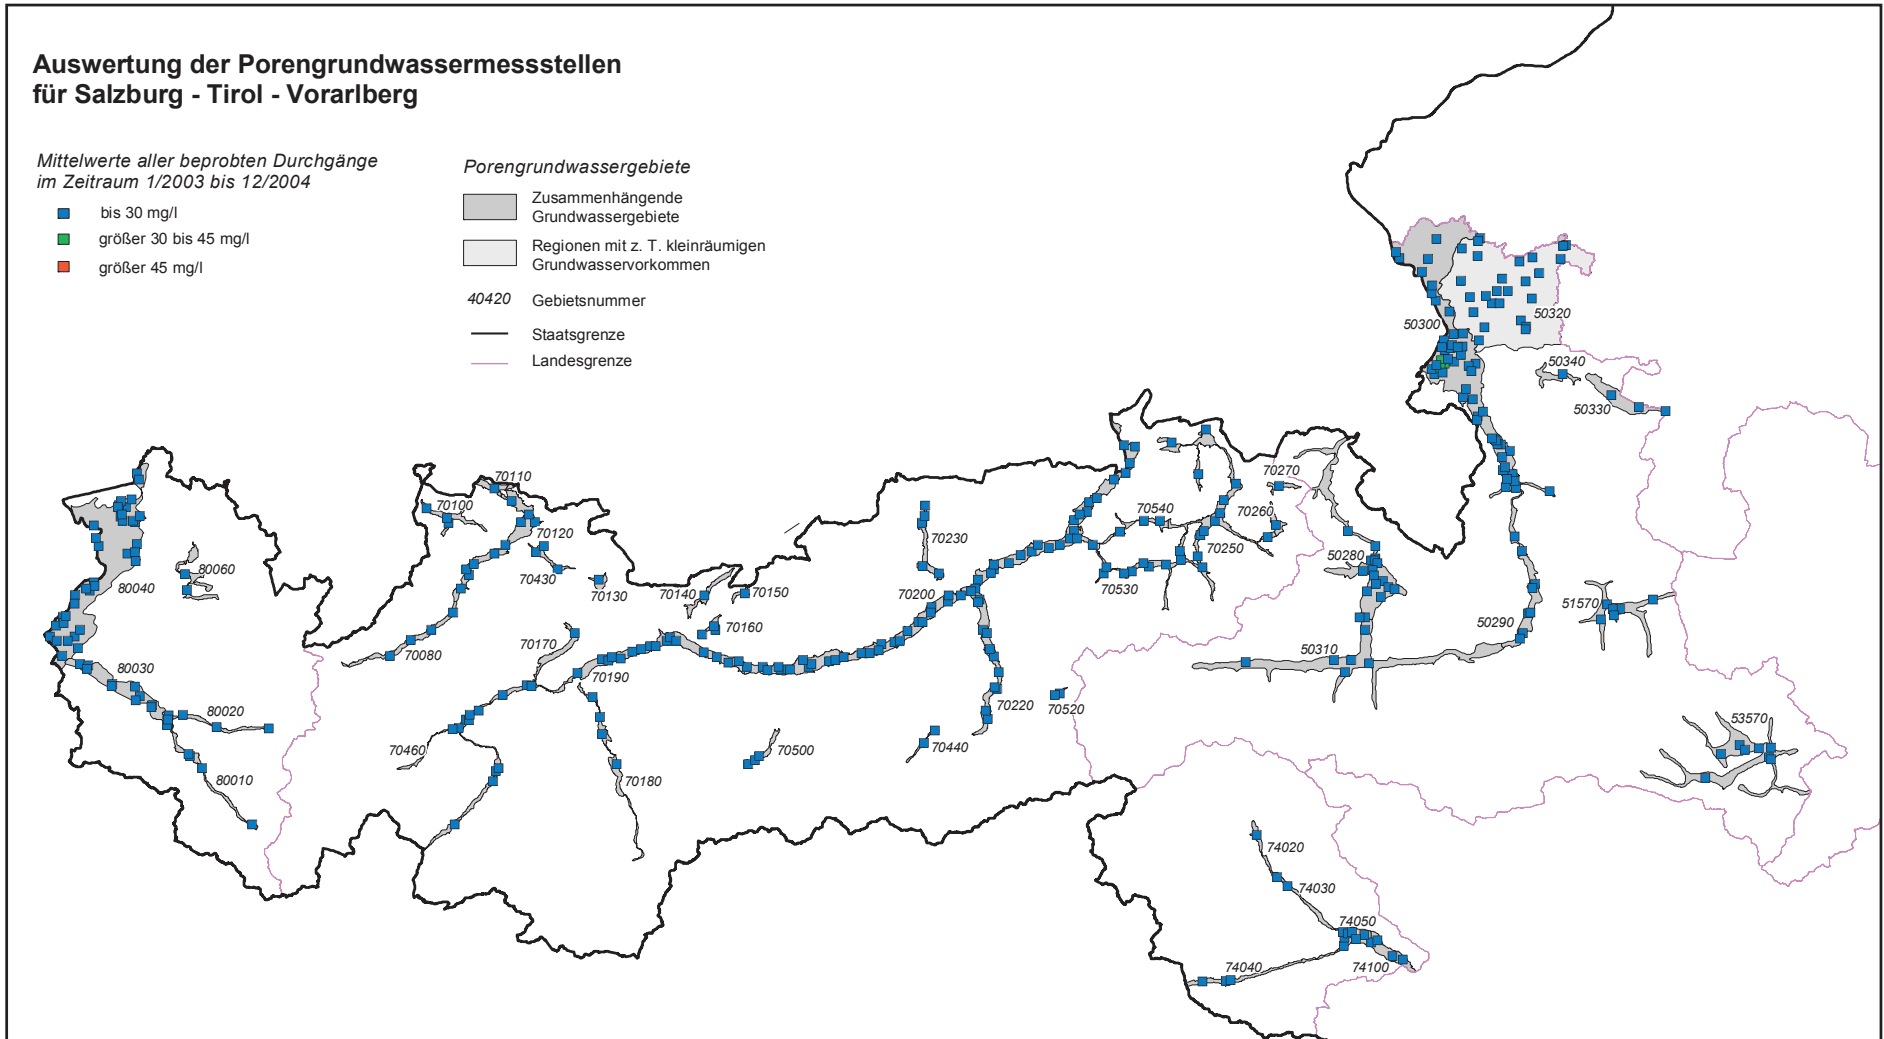 Auswertung der Porengrundwassermessstellen
für Salzburg - Tirol - Vorarlberg
Mittelwerte aller beprobten Durchgänge
im Zeitraum 1/2003 bis 12/2004
bis 30 mg/l
größer 30 bis 45 mg/l
größer 45 mg/l
Porengrundwassergebiete
Zusammenhängende
Grundwassergebiete
Regionen mit z. T. kleinräumigen
Grundwasservorkommen
40420 Gebietsnummer
Staatsgrenze
Landesgrenze
50300
50320
50340
50330
70270
70110
70100
70120
70430
70130
70140
70150
70160
70170
70080
70190
70200
70230
70540
70260
70250
70530
50280
50290
50310
51570
53570
80060
80040
80030
80020
80010
70460
70180
70500
70440
70220
70520
74020
74030
74050
74040
74100